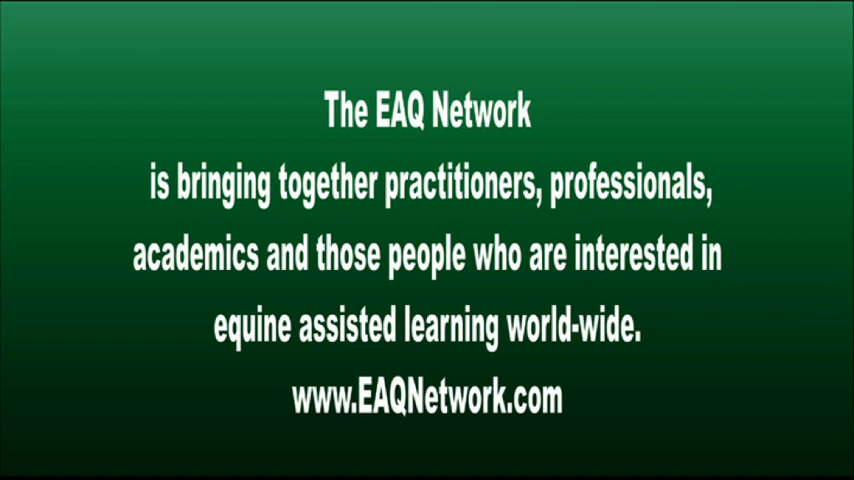 The EAQ Network
is bringing together practitioners, professionals,
academics and those people who are interested in
equine assisted learning world-wide.
www.EAQNetwork.com